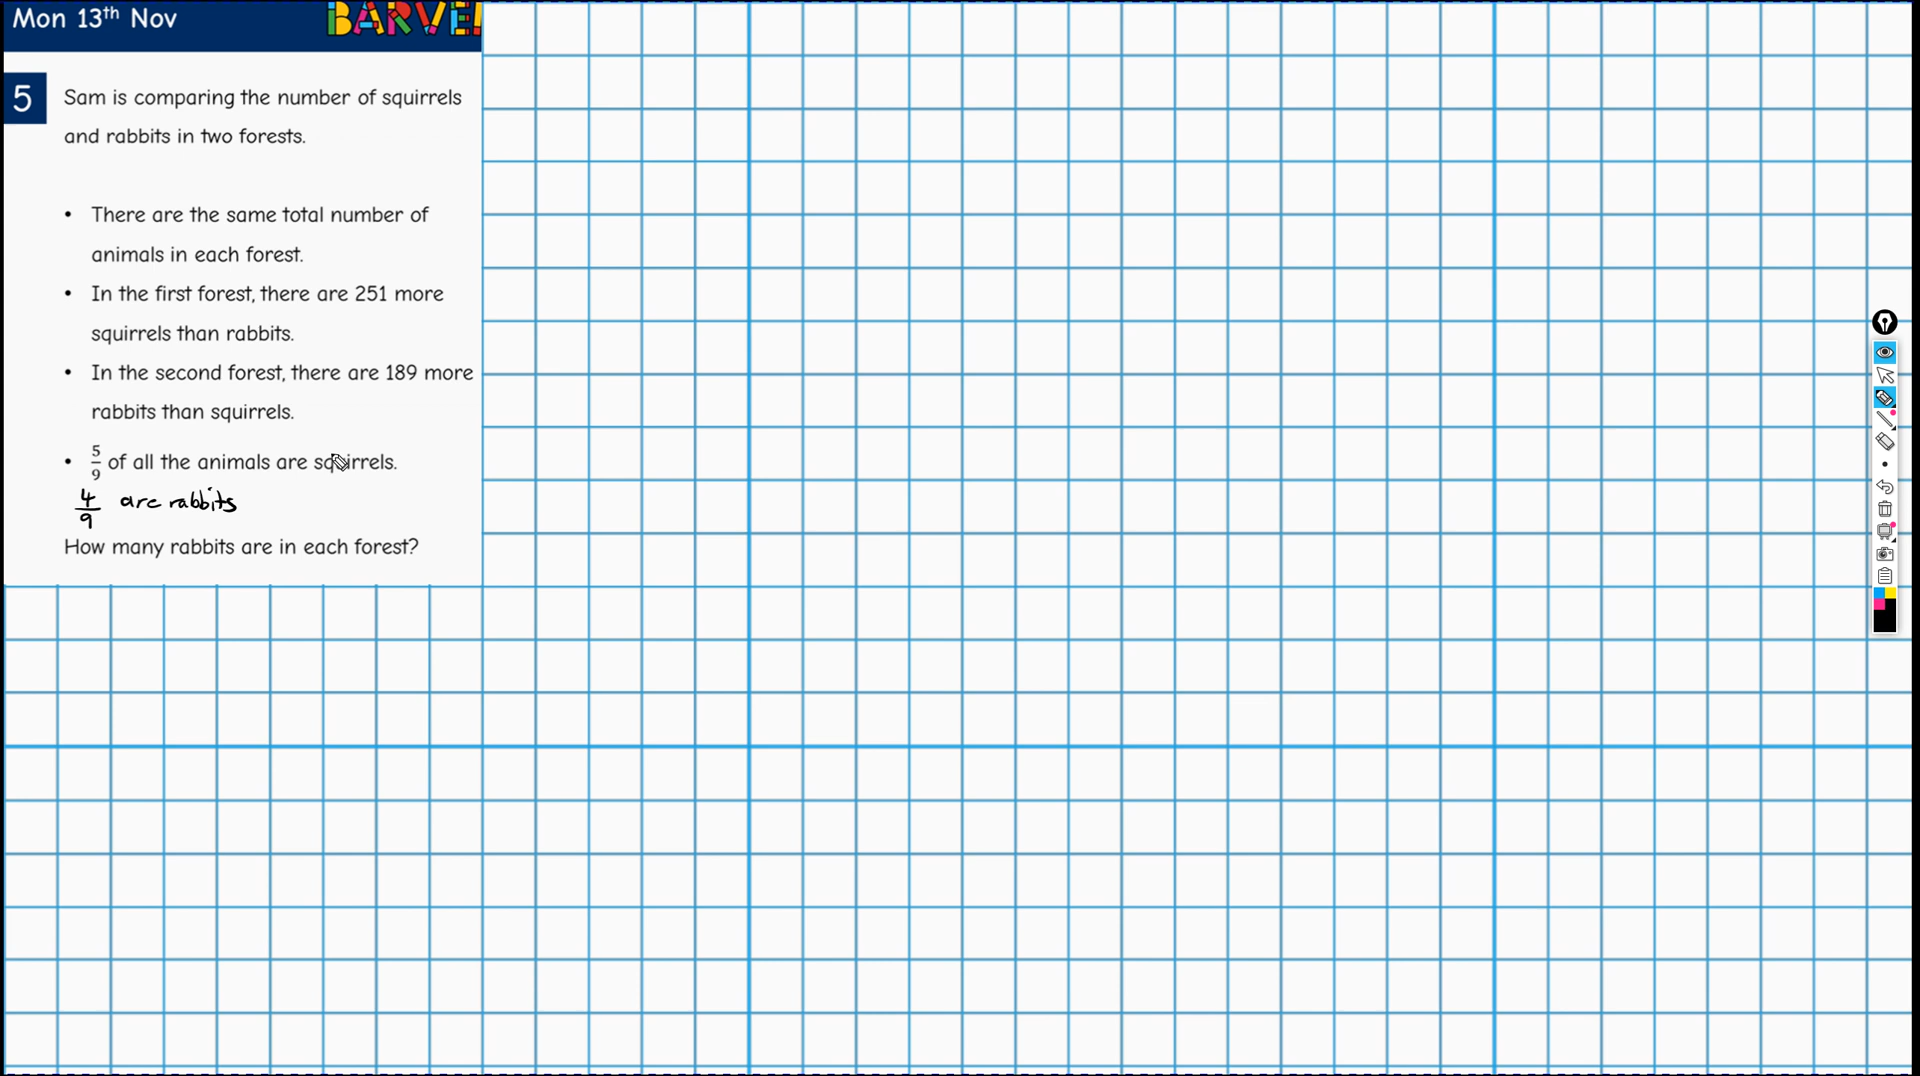 Mon 13th Nov
BARVE
5
Sam is comparing the number of squirrels
and rabbits in two forests.
• There are the same total number of
animals in each forest.
• In the first forest, there are 251 more
squirrels than rabbits.
• In the second forest, there are 189 more
rabbits than squirrels.
• 5/9 of all the animals are squirrels.
4/9 are rabbits
How many rabbits are in each forest?